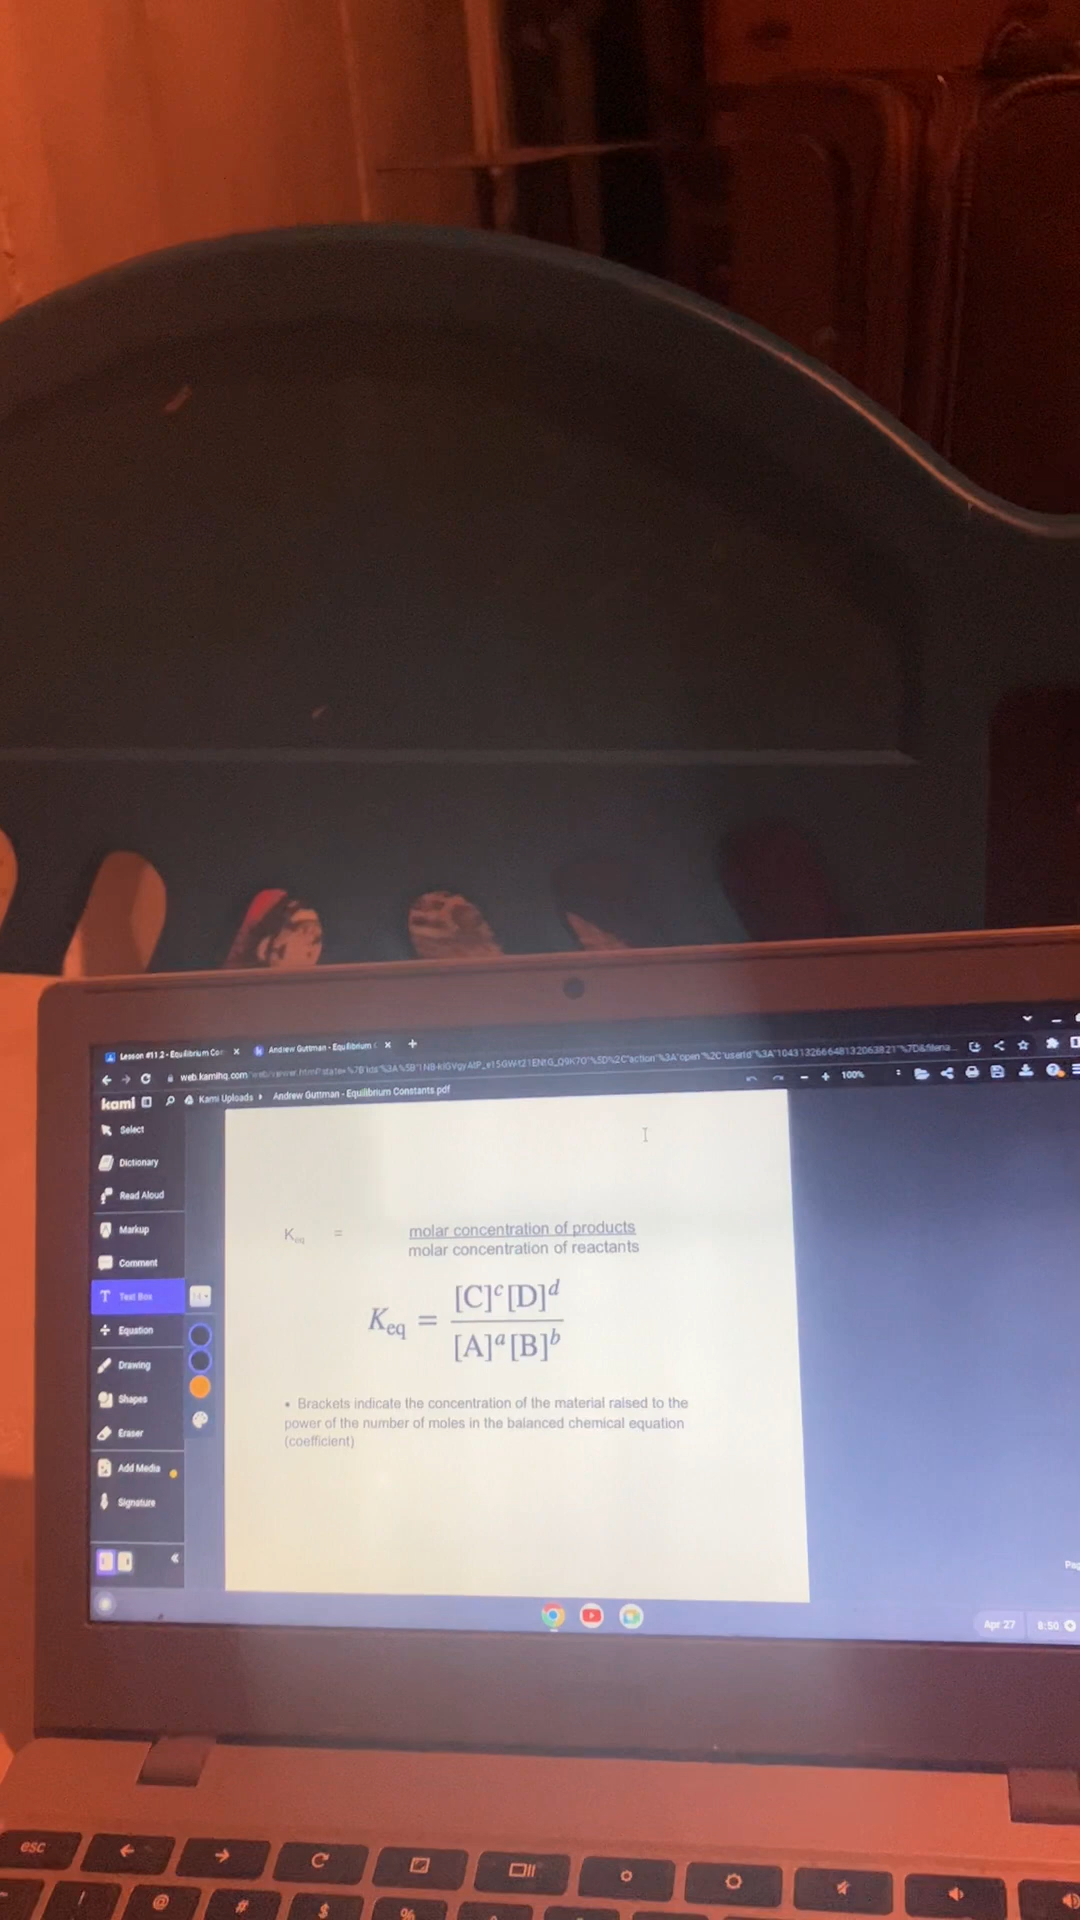 Lesson #11.2 - Equilibrium Co
Andrew Guttman - Equilibrium C
web.kamihq.com
100%
kami
Kami Uploads
Andrew Guttman - Equilibrium Constants.pdf
Select
Dictionary
Read Aloud
Markup
Comment
Text Box
Equation
Drawing
Shapes
Eraser
Add Media
Signature
Keq = molar concentration of products
molar concentration of reactants
Keq = [C]ᶜ[D]ᵈ
[A]ᵃ[B]ᵇ
• Brackets indicate the concentration of the material raised to the
power of the number of moles in the balanced chemical equation
(coefficient)
Apr 27
8:50
esc
@
#
$
%